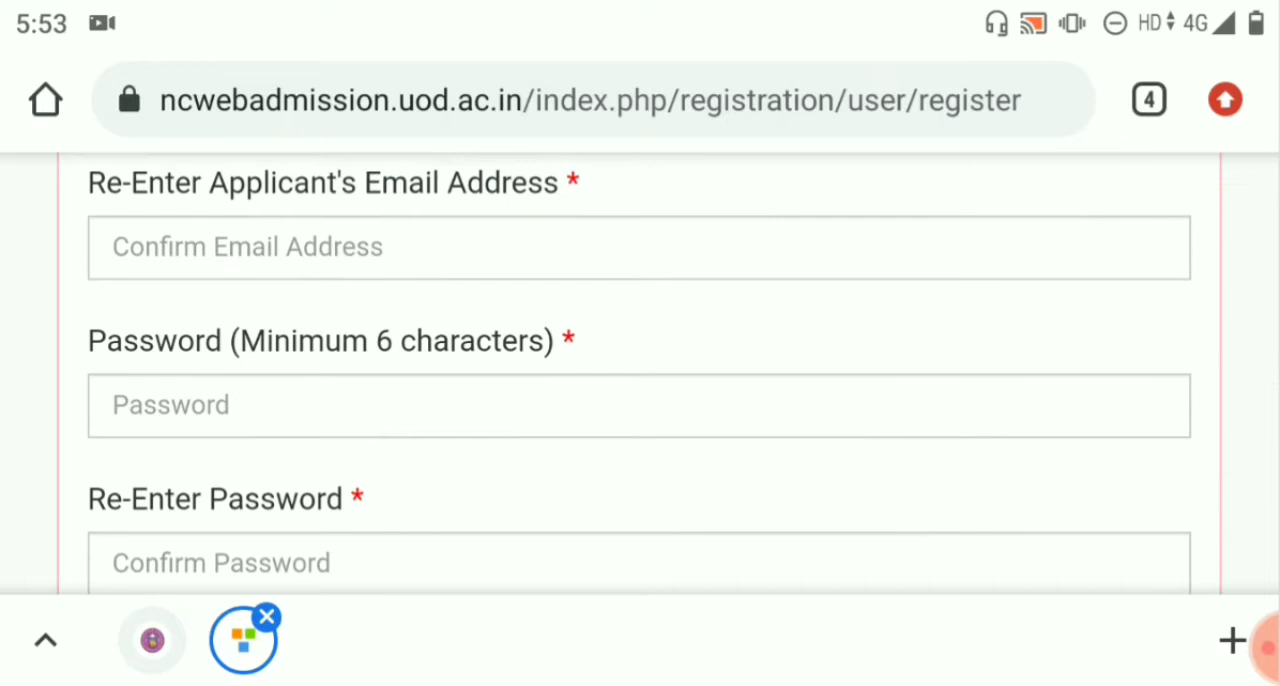 5:53 HD 4G
ncwebadmission.uod.ac.in/index.php/registration/user/register 4
Re-Enter Applicant's Email Address *
Confirm Email Address
Password (Minimum 6 characters) *
Password
Re-Enter Password *
Confirm Password